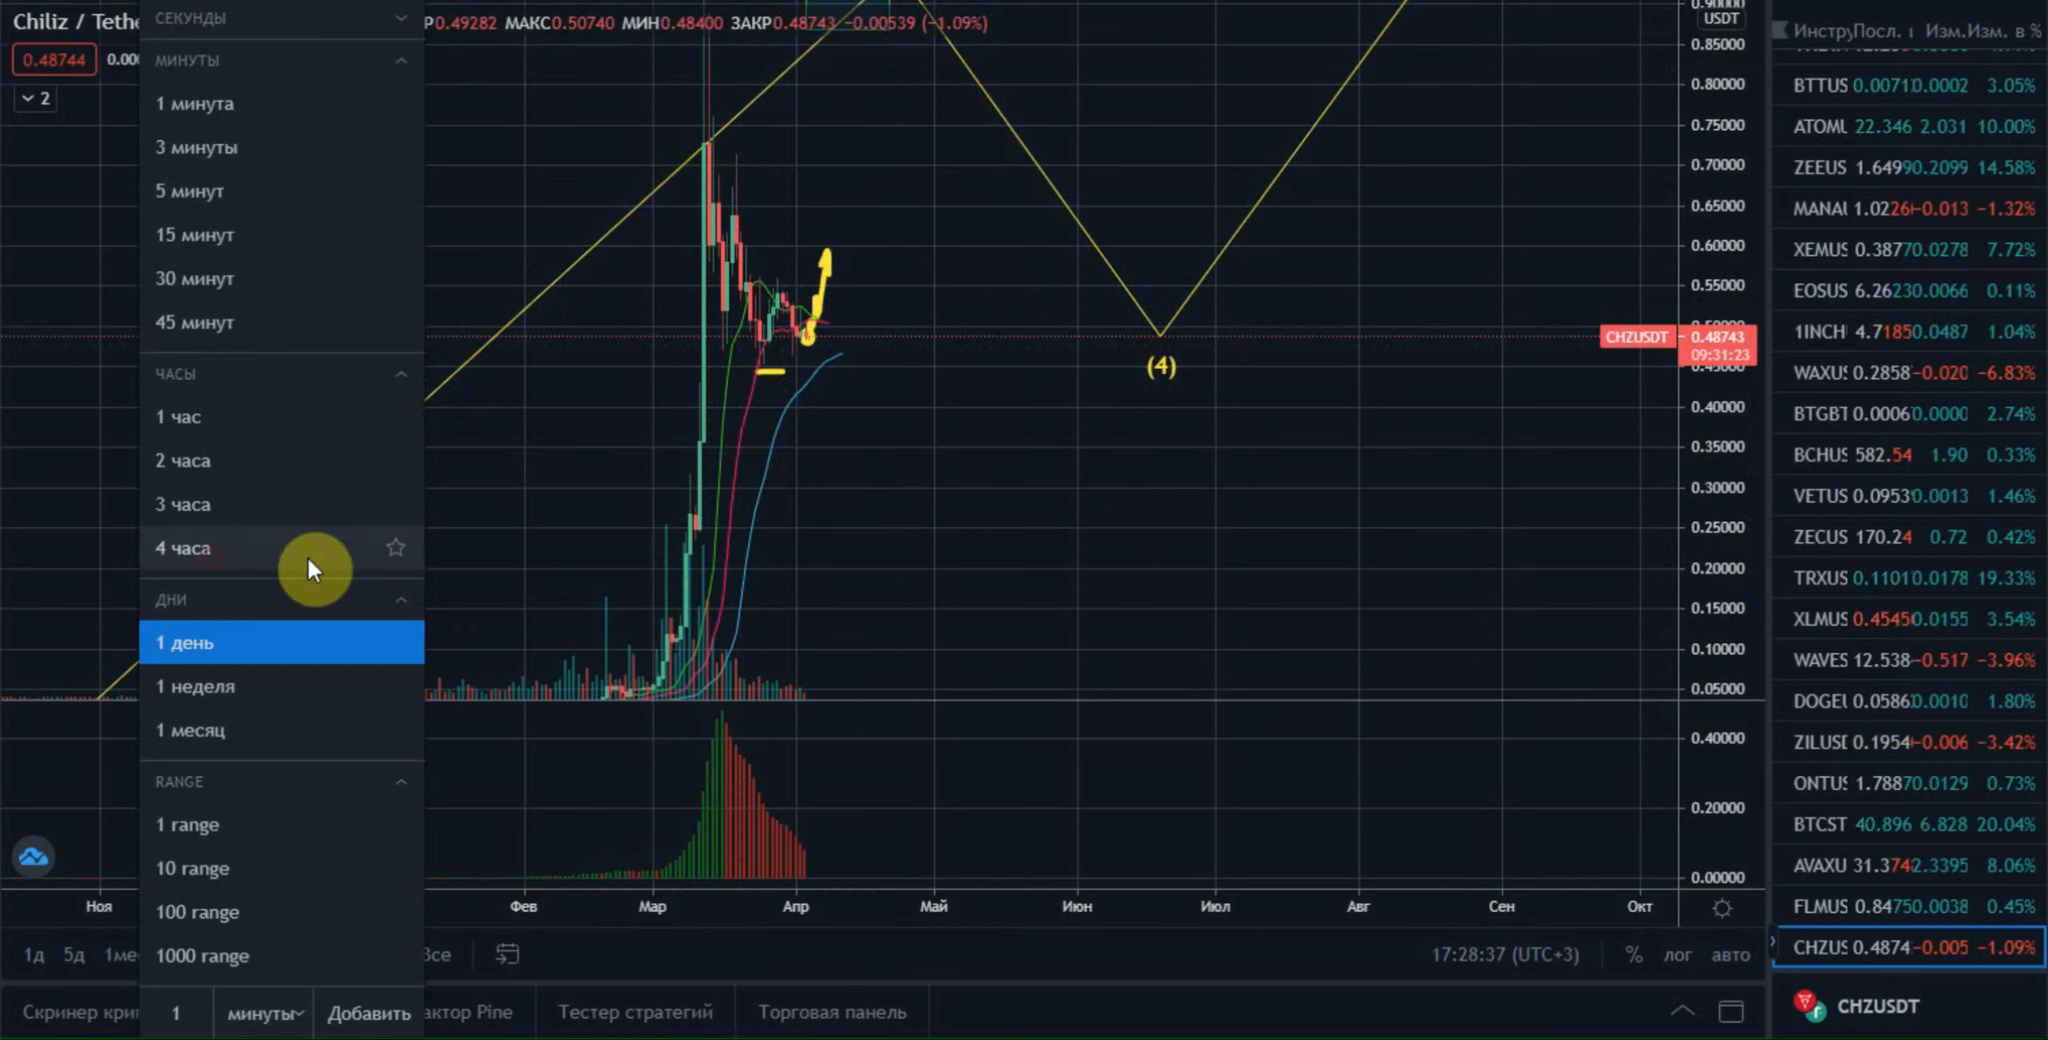 Chiliz / Tethe
Р0.49282 МАКС0.50740 МИН0.48400 ЗАКР0.48743 −0.00539 (−1.09%)
0.48744
0.00
2
СЕКУНДЫ
МИНУТЫ
1 минута
3 минуты
5 минут
15 минут
30 минут
45 минут
ЧАСЫ
1 час
2 часа
3 часа
4 часа
ДНИ
1 день
1 неделя
1 месяц
RANGE
1 range
10 range
100 range
1000 range
1 минуты Добавить
(4)
0.90000
USDT
0.85000
0.80000
0.75000
0.70000
0.65000
0.60000
0.55000
CHZUSDT 0.48743
09:31:23
0.45000
0.40000
0.35000
0.30000
0.25000
0.20000
0.15000
0.10000
0.05000
0.40000
0.20000
0.00000
Ноя Фев Мар Апр Май Июн Июл Авг Сен Окт
1д 5д 1ме Все
17:28:37 (UTC+3) % лог авто
Скринер кри актор Pine Тестер стратегий Торговая панель
Инстру Посл. Изм. Изм. в %
BTTUS 0.0071 0.0002 3.05%
ATOMU 22.346 2.031 10.00%
ZEEUS 1.6499 0.2099 14.58%
MANAU 1.0226 −0.013 −1.32%
XEMUS 0.3877 0.0278 7.72%
EOSUS 6.2623 0.0066 0.11%
1INCH 4.7185 0.0487 1.04%
WAXUS 0.2858 −0.020 −6.83%
BTGBT 0.0006 0.0000 2.74%
BCHUS 582.54 1.90 0.33%
VETUS 0.0953 0.0013 1.46%
ZECUS 170.24 0.72 0.42%
TRXUS 0.1101 0.0178 19.33%
XLMUS 0.4545 0.0155 3.54%
WAVES 12.538 −0.517 −3.96%
DOGEU 0.0586 0.0010 1.80%
ZILUSD 0.1954 −0.006 −3.42%
ONTUS 1.7887 0.0129 0.73%
BTCST 40.896 6.828 20.04%
AVAXU 31.374 2.3395 8.06%
FLMUS 0.8475 0.0038 0.45%
CHZUS 0.4874 −0.005 −1.09%
CHZUSDT